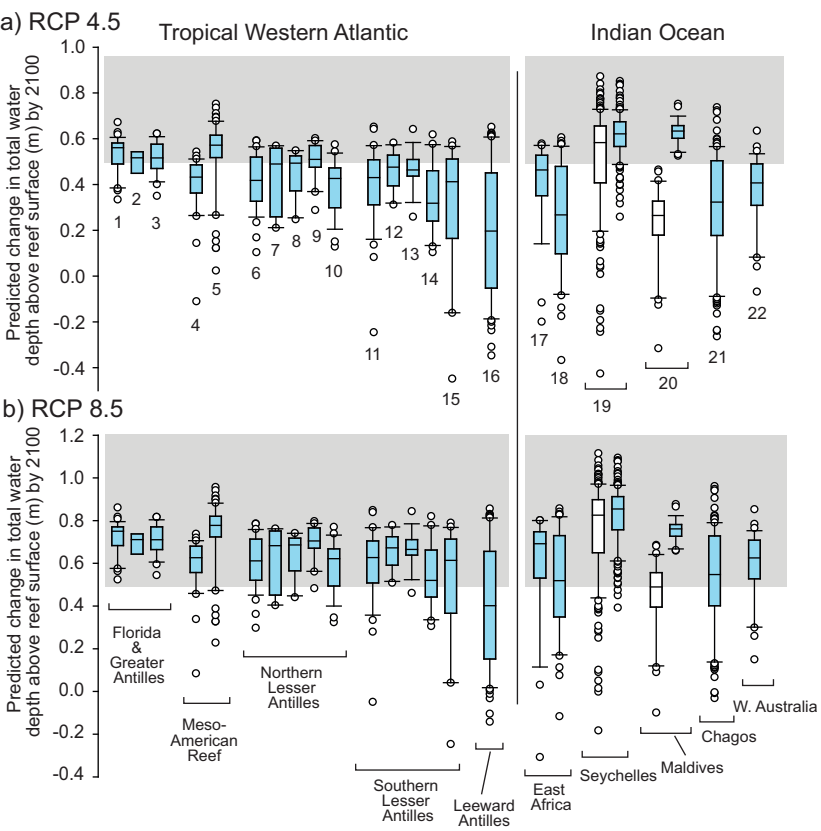 a) RCP 4.5
Tropical Western Atlantic
Indian Ocean
Predicted change in total water
depth above reef surface (m) by 2100
1.0
0.8
0.6
0.4
0.2
0.0
-0.2
-0.4
1
2
3
4
5
6
7
8
9
10
11
12
13
14
15
16
17
18
19
20
21
22
b) RCP 8.5
Predicted change in total water
depth above reef surface (m) by 2100
1.2
1.0
0.8
0.6
0.4
0.2
0.0
-0.2
-0.4
Florida
&
Greater
Antilles
Meso-
American
Reef
Northern
Lesser
Antilles
Southern
Lesser
Antilles
Leeward
Antilles
East
Africa
Seychelles
Maldives
Chagos
W. Australia